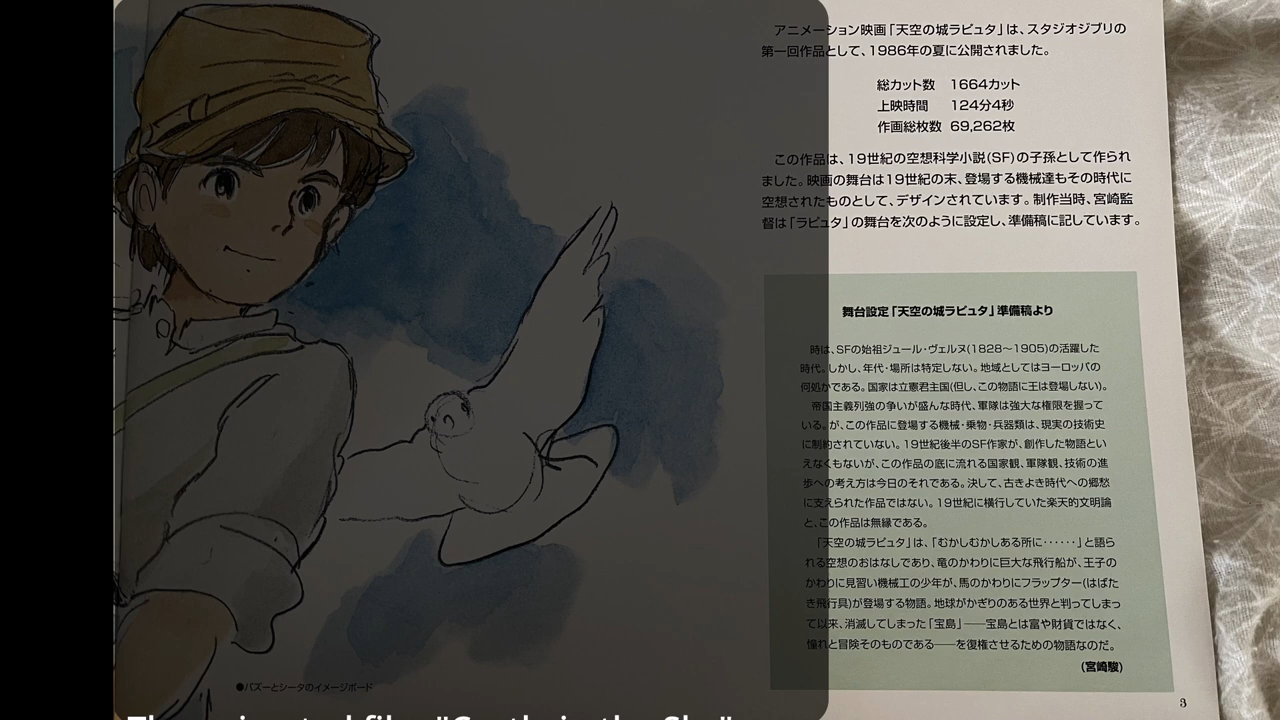 アニメーション映画「天空の城ラピュタ」は、スタジオジブリの
第一回作品として、1986年の夏に公開されました。
総カット数 1664カット
上映時間 124分4秒
作画総枚数 69,262枚
この作品は、19世紀の空想科学小説(SF)の子孫として作られ
ました。映画の舞台は19世紀の末、登場する機械達もその時代に
空想されたものとして、デザインされています。制作当時、宮崎監
督は「ラピュタ」の舞台を次のように設定し、準備稿に記しています。
舞台設定「天空の城ラピュタ」準備稿より
時は、SFの始祖ジュール・ヴェルヌ(1828〜1905)の活躍した
時代。しかし、年代・場所は特定しない。地域としてはヨーロッパの
何処かである。国家は立憲君主国(但し、この物語に王は登場しない)。
帝国主義列強の争いが盛んな時代、軍隊は強大な権限を握って
いる。が、この作品に登場する機械・乗物・兵器類は、現実の技術史
に制約されていない。19世紀後半のSF作家が、創作した物語とい
えなくもないが、この作品の底に流れる国家観、軍隊観、技術の進
歩への考え方は今日のそれである。決して、古きよき時代への郷愁
に支えられた作品ではない。19世紀に横行していた楽天的文明論
と、この作品は無縁である。
「天空の城ラピュタ」は、「むかしむかしある所に‥‥‥」と語ら
れる空想のおはなしであり、竜のかわりに巨大な飛行船が、王子の
かわりに見習い機械工の少年が、馬のかわりにフラップター(はばた
き飛行具)が登場する物語。地球がかぎりのある世界と判ってしまっ
て以来、消滅してしまった「宝島」──宝島とは富や財貨ではなく、
憧れと冒険そのものである──を復権させるための物語なのだ。
(宮崎駿)
●パズーとシータのイメージボード
3
The animated film "Castle in the Sky"